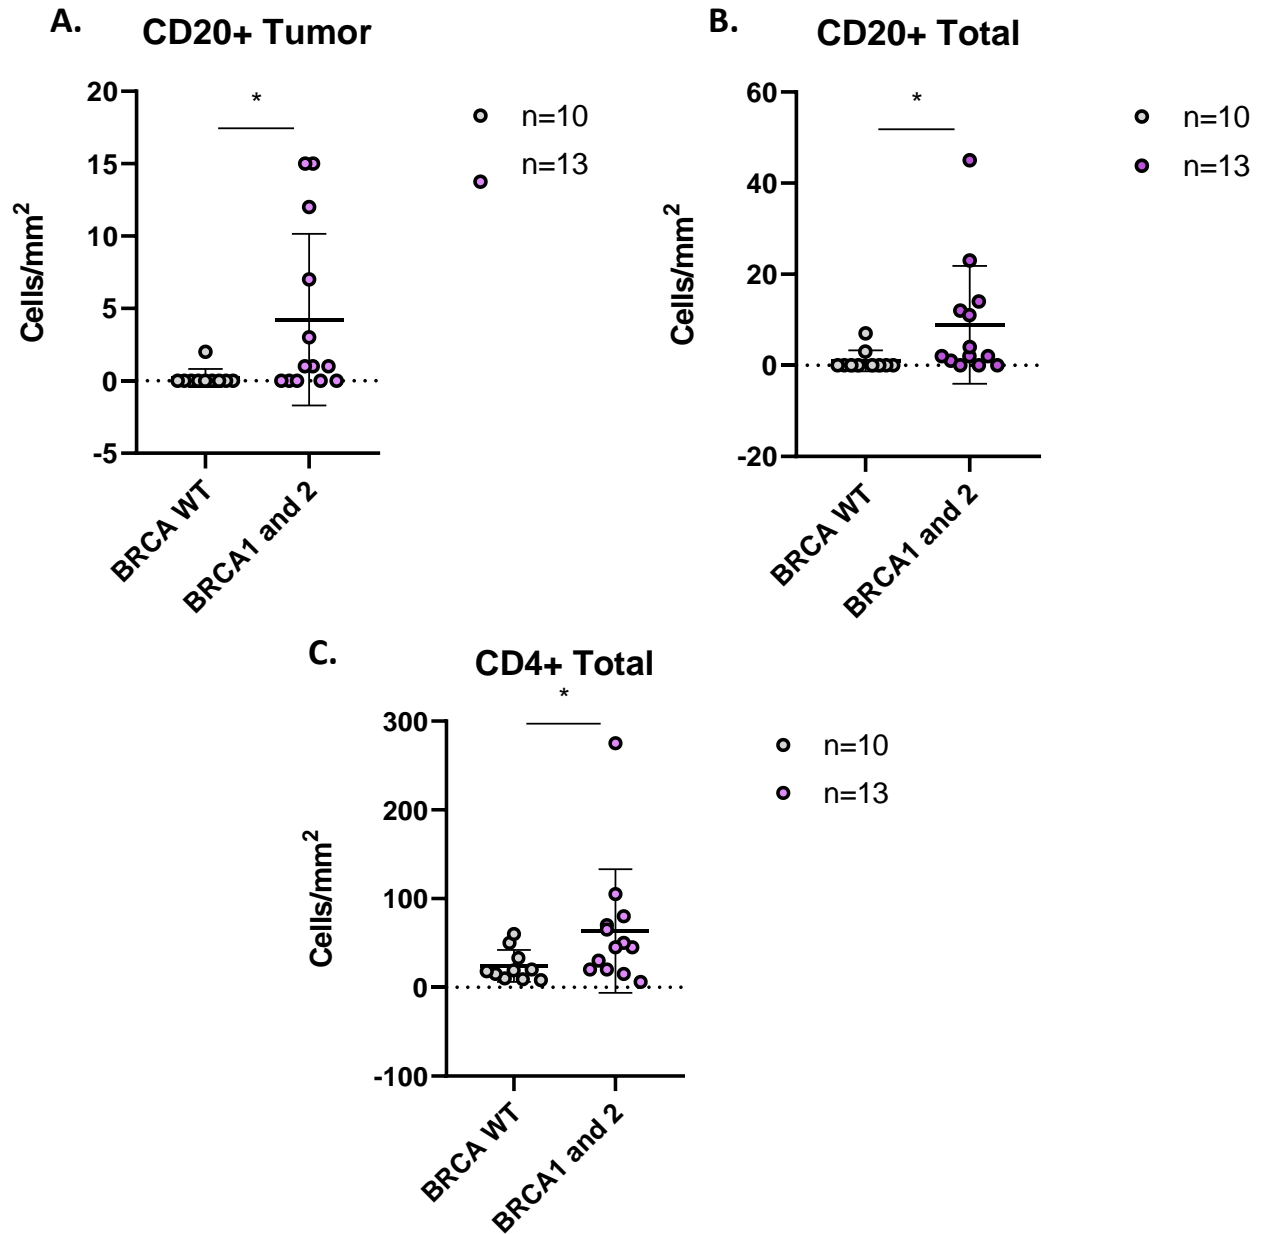 A.
CD20+ Tumor
20
15
10
5
0
-5
Cells/mm²
*
n=10
n=13
BRCA WT
BRCA1 and 2
B.
CD20+ Total
60
40
20
0
-20
Cells/mm²
*
n=10
n=13
BRCA WT
BRCA1 and 2
C.
CD4+ Total
300
200
100
0
-100
Cells/mm²
*
n=10
n=13
BRCA WT
BRCA1 and 2